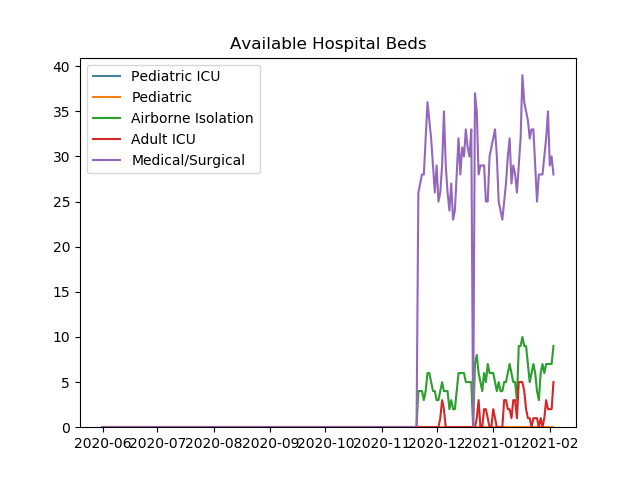 Available Hospital Beds
40
35
30
25
20
15
10
5
0
Pediatric ICU
Pediatric
Airborne Isolation
Adult ICU
Medical/Surgical
2020-06 2020-07 2020-08 2020-09 2020-10 2020-11 2020-12 2021-01 2021-02